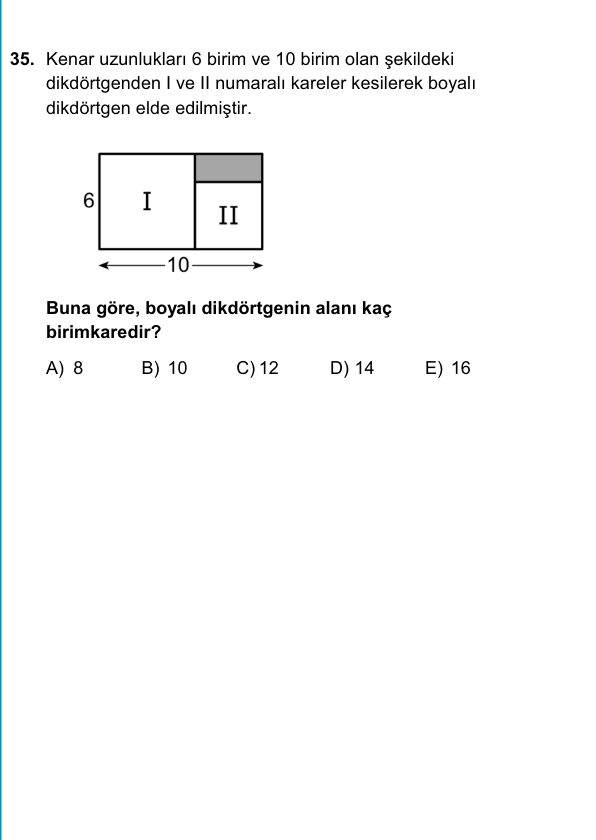 35. Kenar uzunlukları 6 birim ve 10 birim olan şekildeki
dikdörtgenden I ve II numaralı kareler kesilerek boyalı
dikdörtgen elde edilmiştir.
6
I
II
10
Buna göre, boyalı dikdörtgenin alanı kaç
birimkaredir?
A) 8 B) 10 C) 12 D) 14 E) 16